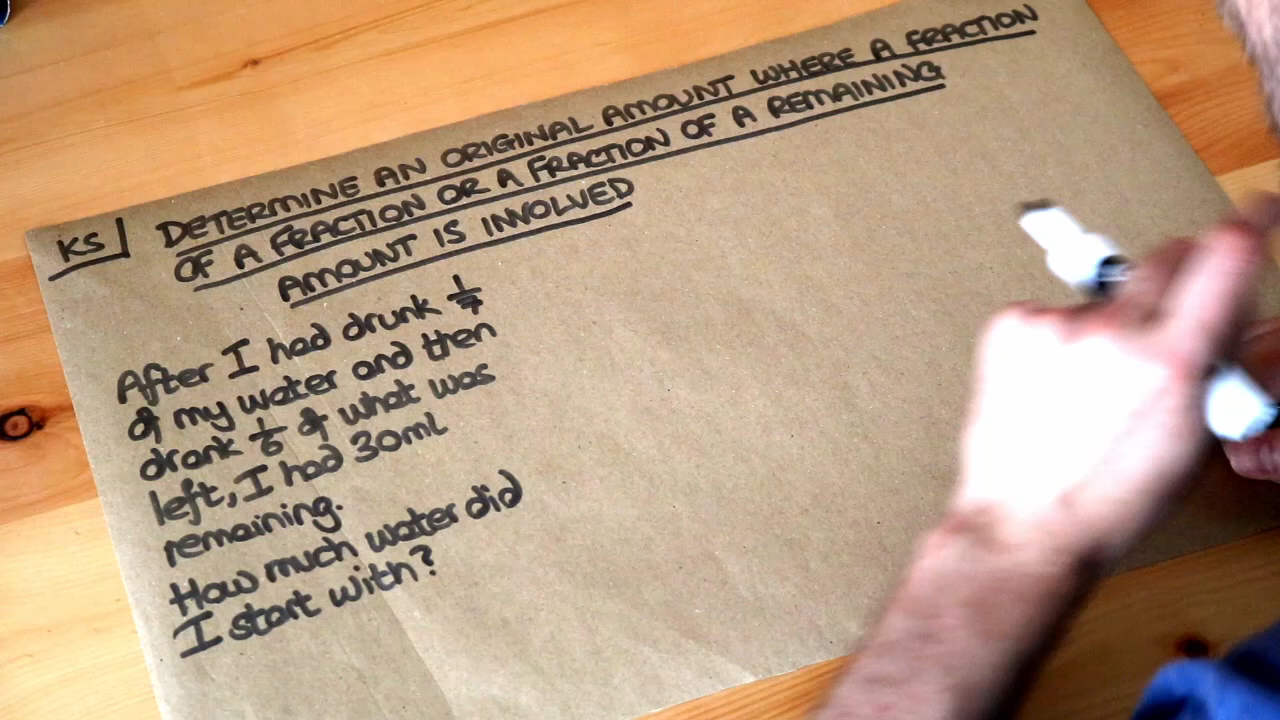 KS
DETERMINE AN ORIGINAL AMOUNT WHERE A FRACTION
OF A FRACTION OR A FRACTION OF A REMAINING
AMOUNT IS INVOLVED
After I had drunk 1/7
of my water and then
drank 1/6 of what was
left, I had 30ml
remaining.
How much water did
I start with?